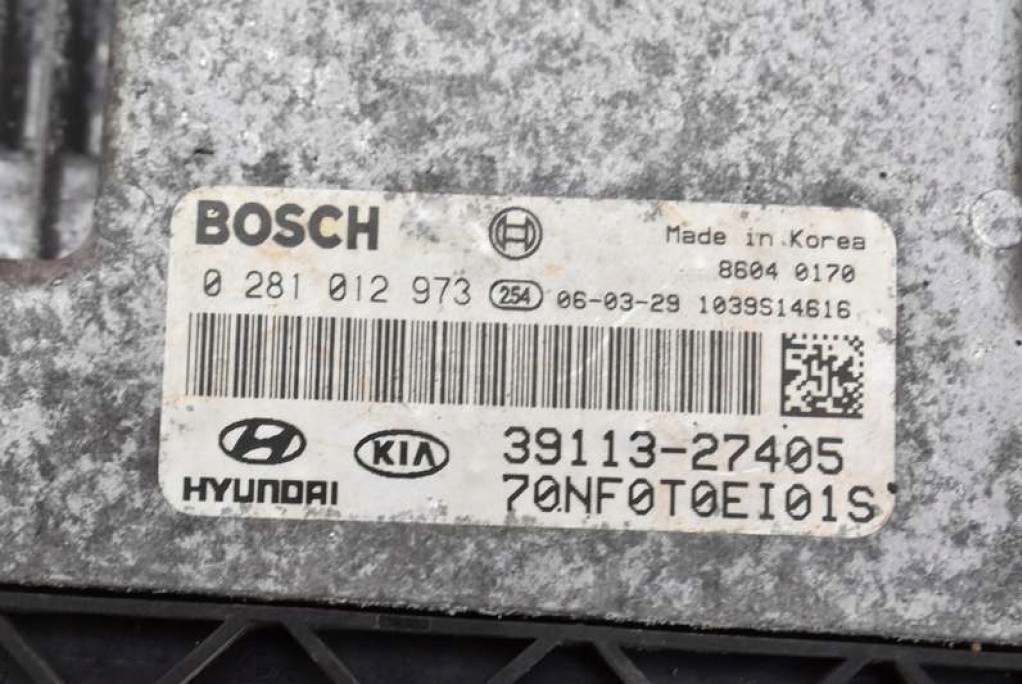 BOSCH
Made in Korea
8604 0170
0 281 012 973 254 06-03-29 1039S14616
HYUNDAI KIA 39113-27405
70NF0T0EI01S